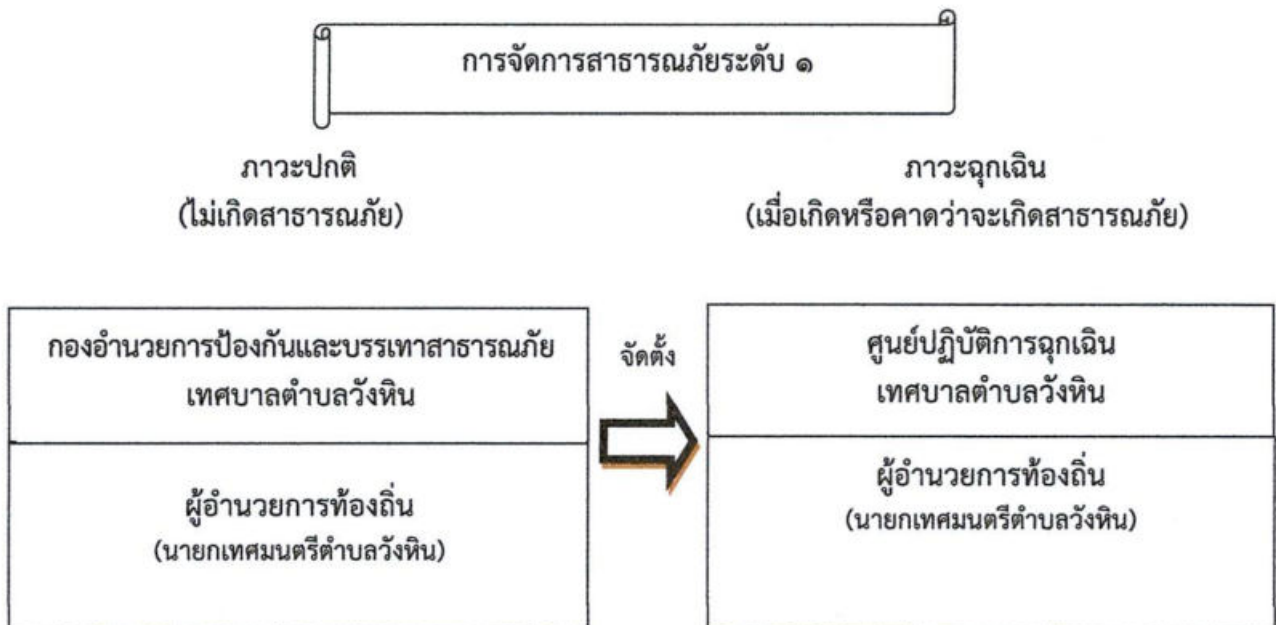 การจัดการสาธารณภัยระดับ ๑
ภาวะปกติ
(ไม่เกิดสาธารณภัย)
ภาวะฉุกเฉิน
(เมื่อเกิดหรือคาดว่าจะเกิดสาธารณภัย)
กองอำนวยการป้องกันและบรรเทาสาธารณภัย
เทศบาลตำบลวังหิน
ผู้อำนวยการท้องถิ่น
(นายกเทศมนตรีตำบลวังหิน)
จัดตั้ง
ศูนย์ปฏิบัติการฉุกเฉิน
เทศบาลตำบลวังหิน
ผู้อำนวยการท้องถิ่น
(นายกเทศมนตรีตำบลวังหิน)